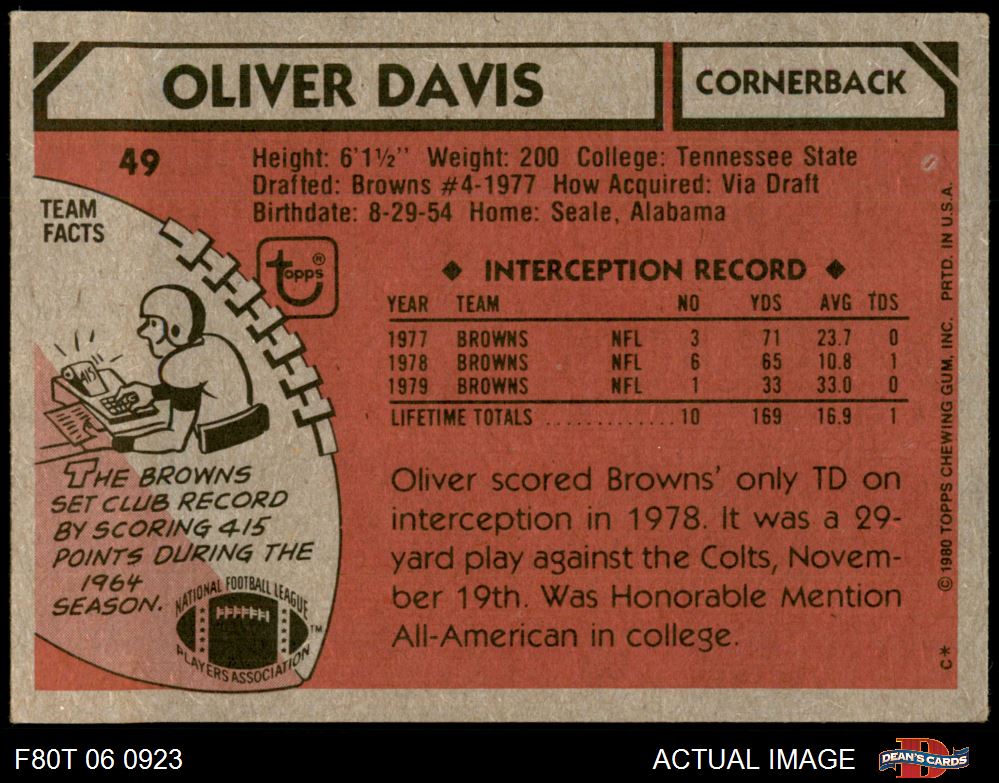 OLIVER DAVIS
CORNERBACK
49
Height: 6'1½" Weight: 200 College: Tennessee State
Drafted: Browns #4-1977 How Acquired: Via Draft
Birthdate: 8-29-54 Home: Seale, Alabama
TEAM
FACTS
topps®
415
THE BROWNS
SET CLUB RECORD
BY SCORING 415
POINTS DURING THE
1964
SEASON.
NATIONAL FOOTBALL LEAGUE
PLAYERS ASSOCIATION
TM
◆ INTERCEPTION RECORD ◆
YEAR TEAM NO YDS AVG TDS
1977 BROWNS NFL 3 71 23.7 0
1978 BROWNS NFL 6 65 10.8 1
1979 BROWNS NFL 1 33 33.0 0
LIFETIME TOTALS ............. 10 169 16.9 1
Oliver scored Browns' only TD on
interception in 1978. It was a 29-
yard play against the Colts, Novem-
ber 19th. Was Honorable Mention
All-American in college.
C* © 1980 TOPPS CHEWING GUM, INC. PRTD. IN U.S.A.
F80T 06 0923
ACTUAL IMAGE
D
DEAN'S CARDS